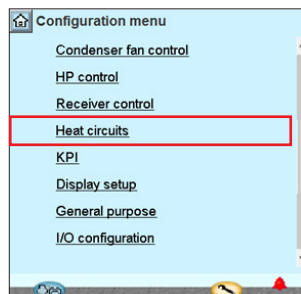 Configuration menu
Condenser fan control
HP control
Receiver control
Heat circuits
KPI
Display setup
General purpose
I/O configuration